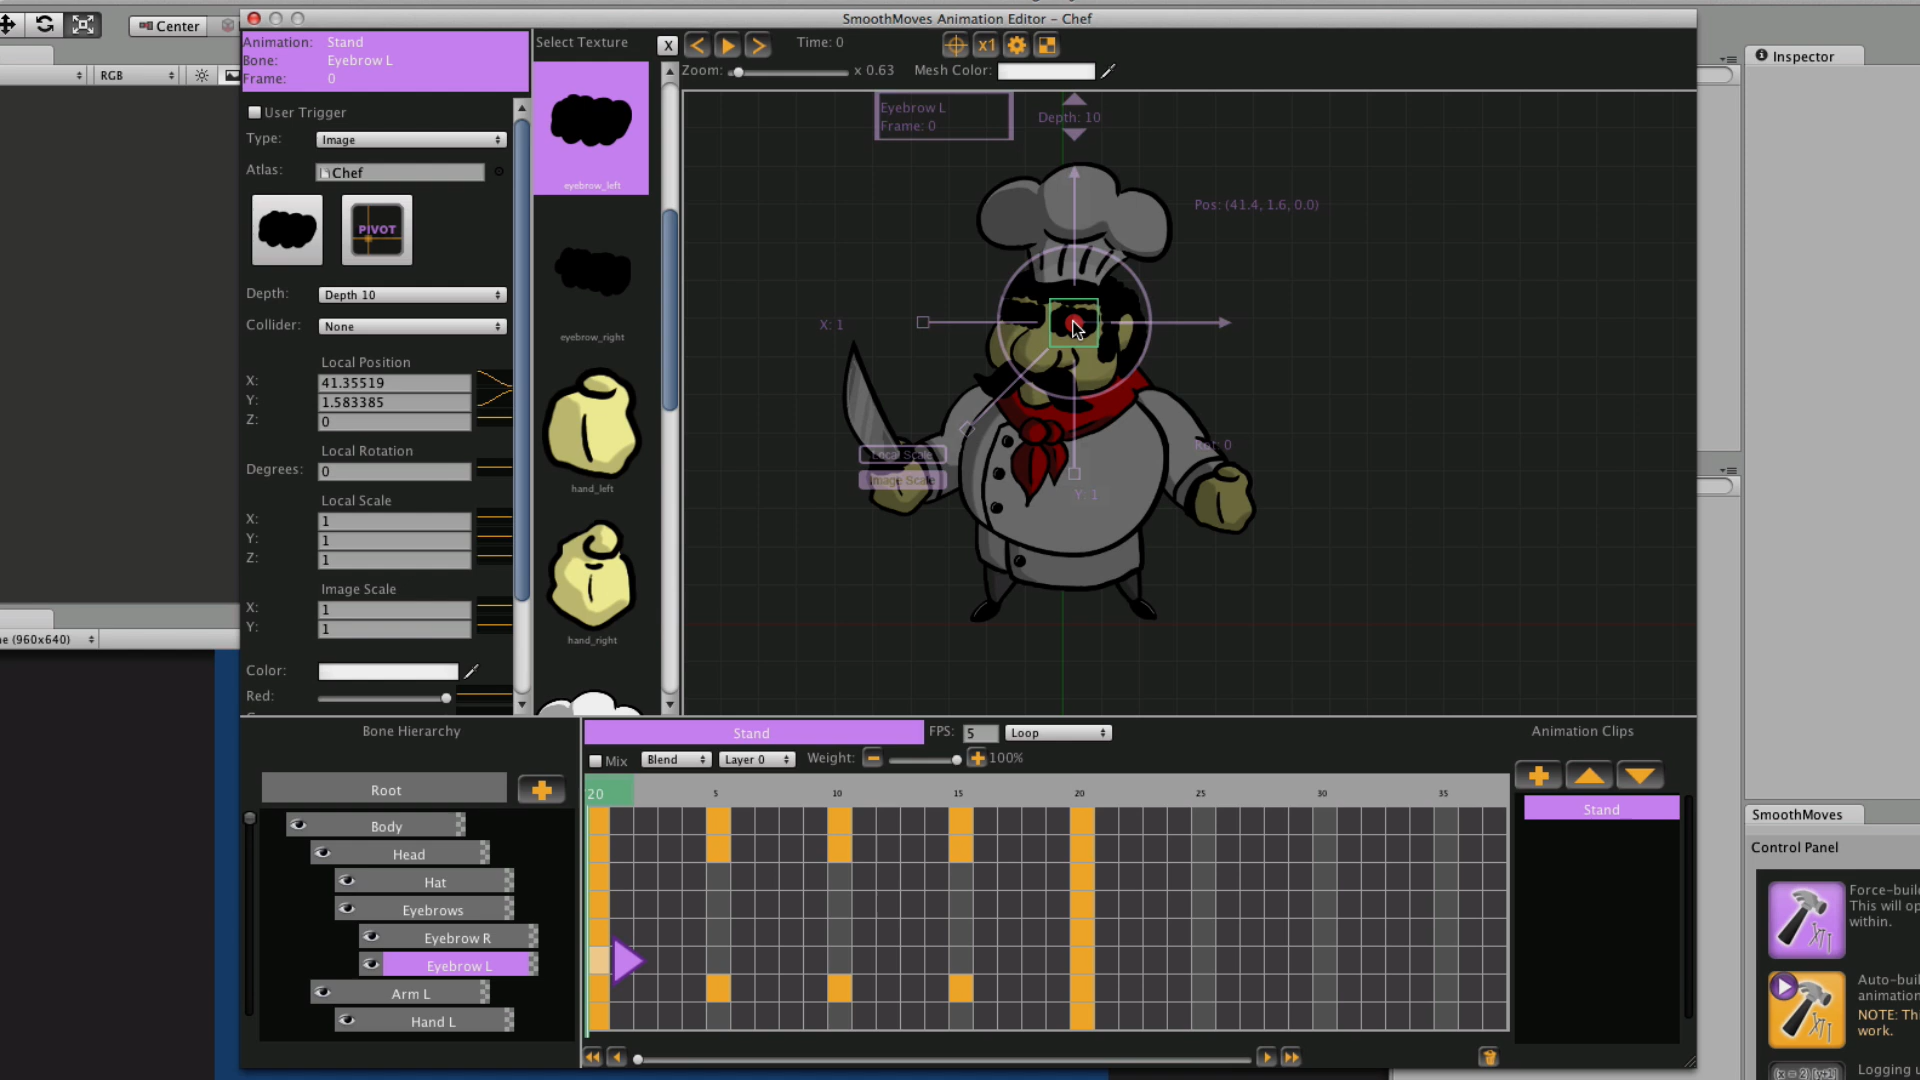 SmoothMoves Animation Editor - Chef
Center
RGB
Animation: Stand
Bone: Eyebrow L
Frame: 0
Select Texture
X
Time: 0
x1
Zoom:
x 0.63
Mesh Color:
Inspector
User Trigger
Type: Image
Atlas: Chef
PIVOT
Depth: Depth 10
Collider: None
Local Position
X: 41.35519
Y: 1.583385
Z: 0
Local Rotation
Degrees: 0
Local Scale
X: 1
Y: 1
Z: 1
Image Scale
X: 1
Y: 1
Color:
Red:
eyebrow_left
eyebrow_right
hand_left
hand_right
Eyebrow L
Frame: 0
Depth: 10
Pos: (41.4, 1.6, 0.0)
X: 1
Local Scale
Image Scale
Rot: 0
Y: 1
(960x640)
Bone Hierarchy
Root
Body
Head
Hat
Eyebrows
Eyebrow R
Eyebrow L
Arm L
Hand L
Stand
FPS: 5
Loop
Mix
Blend
Layer 0
Weight:
100%
20
5
10
15
20
25
30
35
Animation Clips
Stand
SmoothMoves
Control Panel
Force-buil
This will op
within.
Auto-buil
animation
NOTE: Thi
work.
Logging u